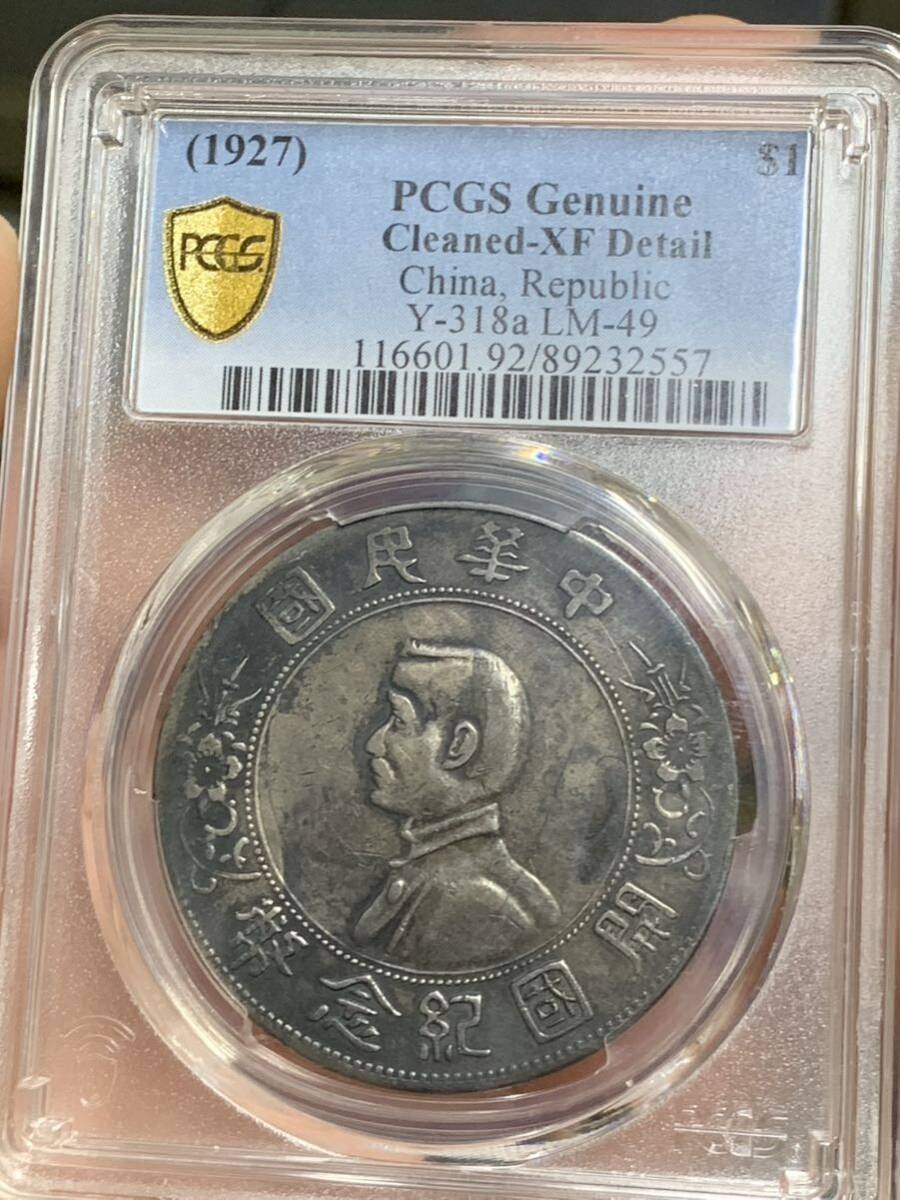 (1927) $1
PCGS
PCGS Genuine
Cleaned-XF Detail
China, Republic
Y-318a LM-49
116601.92/89232557
中華民國
開國紀念幣